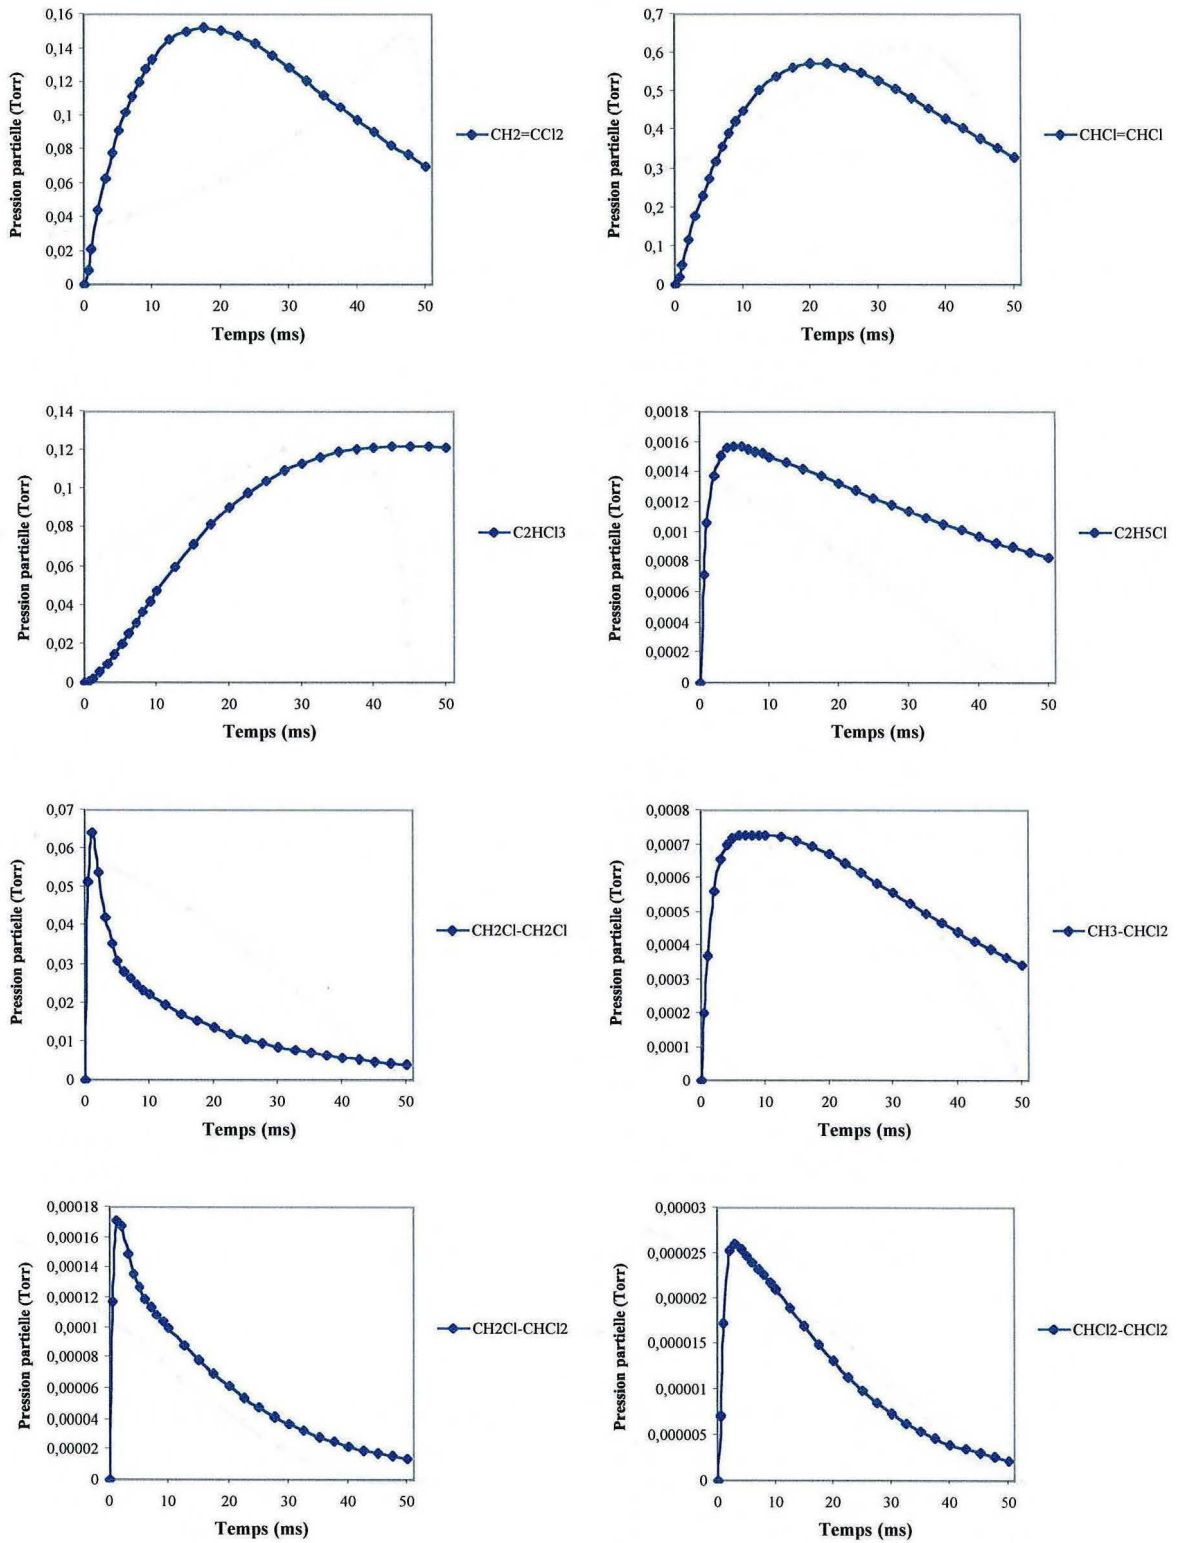 Pression partielle (Torr)
0,16
0,14
0,12
0,1
0,08
0,06
0,04
0,02
0
0 10 20 30 40 50
Temps (ms)
CH2=CCl2
Pression partielle (Torr)
0,7
0,6
0,5
0,4
0,3
0,2
0,1
0
0 10 20 30 40 50
Temps (ms)
CHCl=CHCl
Pression partielle (Torr)
0,14
0,12
0,1
0,08
0,06
0,04
0,02
0
0 10 20 30 40 50
Temps (ms)
C2HCl3
Pression partielle (Torr)
0,0018
0,0016
0,0014
0,0012
0,001
0,0008
0,0006
0,0004
0,0002
0
0 10 20 30 40 50
Temps (ms)
C2H5Cl
Pression partielle (Torr)
0,07
0,06
0,05
0,04
0,03
0,02
0,01
0
0 10 20 30 40 50
Temps (ms)
CH2Cl-CH2Cl
Pression partielle (Torr)
0,0008
0,0007
0,0006
0,0005
0,0004
0,0003
0,0002
0,0001
0
0 10 20 30 40 50
Temps (ms)
CH3-CHCl2
Pression partielle (Torr)
0,00018
0,00016
0,00014
0,00012
0,0001
0,00008
0,00006
0,00004
0,00002
0
0 10 20 30 40 50
Temps (ms)
CH2Cl-CHCl2
Pression partielle (Torr)
0,00003
0,000025
0,00002
0,000015
0,00001
0,000005
0
0 10 20 30 40 50
Temps (ms)
CHCl2-CHCl2